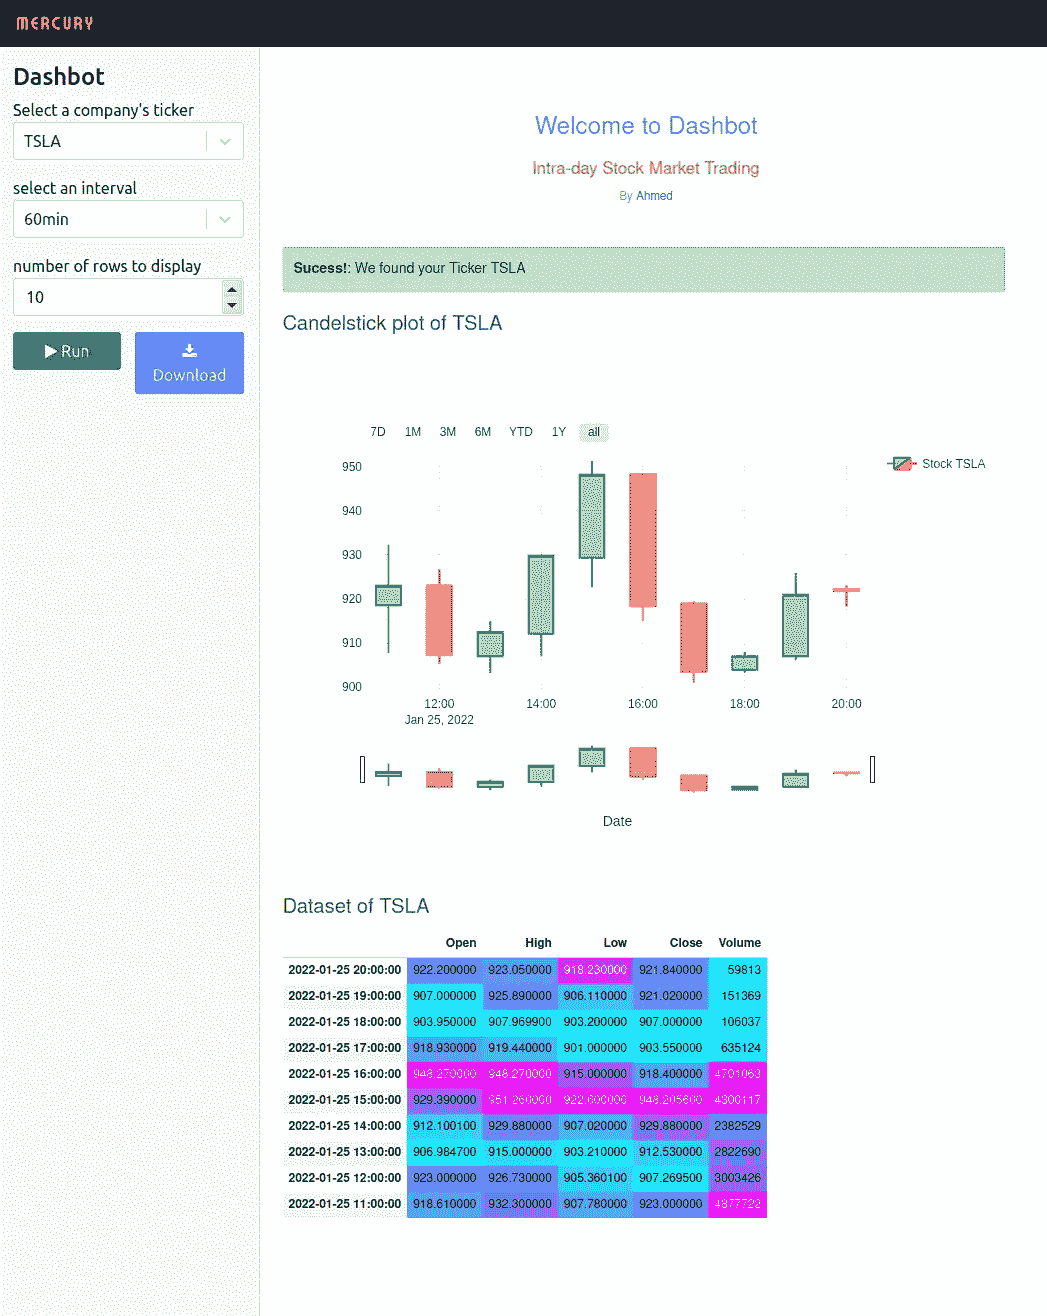 MERCURY
Dashbot
Select a company's ticker
TSLA
select an interval
60min
number of rows to display
10
Run
Download
Welcome to Dashbot
Intra-day Stock Market Trading
By Ahmed
Sucess!: We found your Ticker TSLA
Candelstick plot of TSLA
7D 1M 3M 6M YTD 1Y all
Stock TSLA
950
940
930
920
910
900
12:00 14:00 16:00 18:00 20:00
Jan 25, 2022
Date
Dataset of TSLA
Open High Low Close Volume
2022-01-25 20:00:00 922.200000 923.050000 918.230000 921.840000 59813
2022-01-25 19:00:00 907.000000 925.890000 906.110000 921.020000 151369
2022-01-25 18:00:00 903.950000 907.969900 903.200000 907.000000 106037
2022-01-25 17:00:00 918.930000 919.440000 901.000000 903.550000 635124
2022-01-25 16:00:00 948.270000 948.270000 915.000000 918.400000 4701063
2022-01-25 15:00:00 929.390000 951.260000 922.600000 948.205600 4300117
2022-01-25 14:00:00 912.100100 929.880000 907.020000 929.880000 2382529
2022-01-25 13:00:00 906.984700 915.000000 903.210000 912.530000 2822690
2022-01-25 12:00:00 923.000000 926.730000 905.360100 907.269500 3003426
2022-01-25 11:00:00 918.610000 932.300000 907.780000 923.000000 4877722